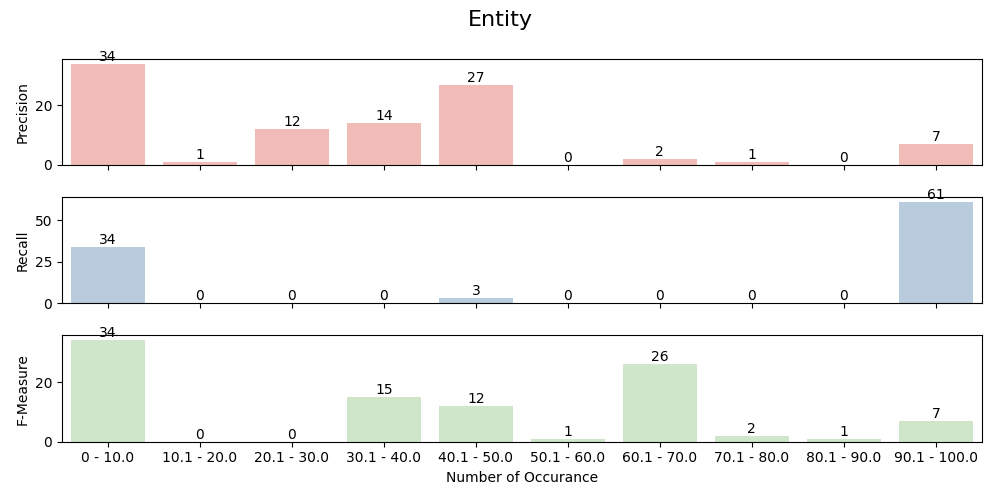 Entity
34 1 12 14 27 0 2 1 0 7
Precision
20
0
34 0 0 0 3 0 0 0 0 61
Recall
50
25
0
34 0 0 15 12 1 26 2 1 7
F-Measure
20
0
0 - 10.0 10.1 - 20.0 20.1 - 30.0 30.1 - 40.0 40.1 - 50.0 50.1 - 60.0 60.1 - 70.0 70.1 - 80.0 80.1 - 90.0 90.1 - 100.0
Number of Occurance